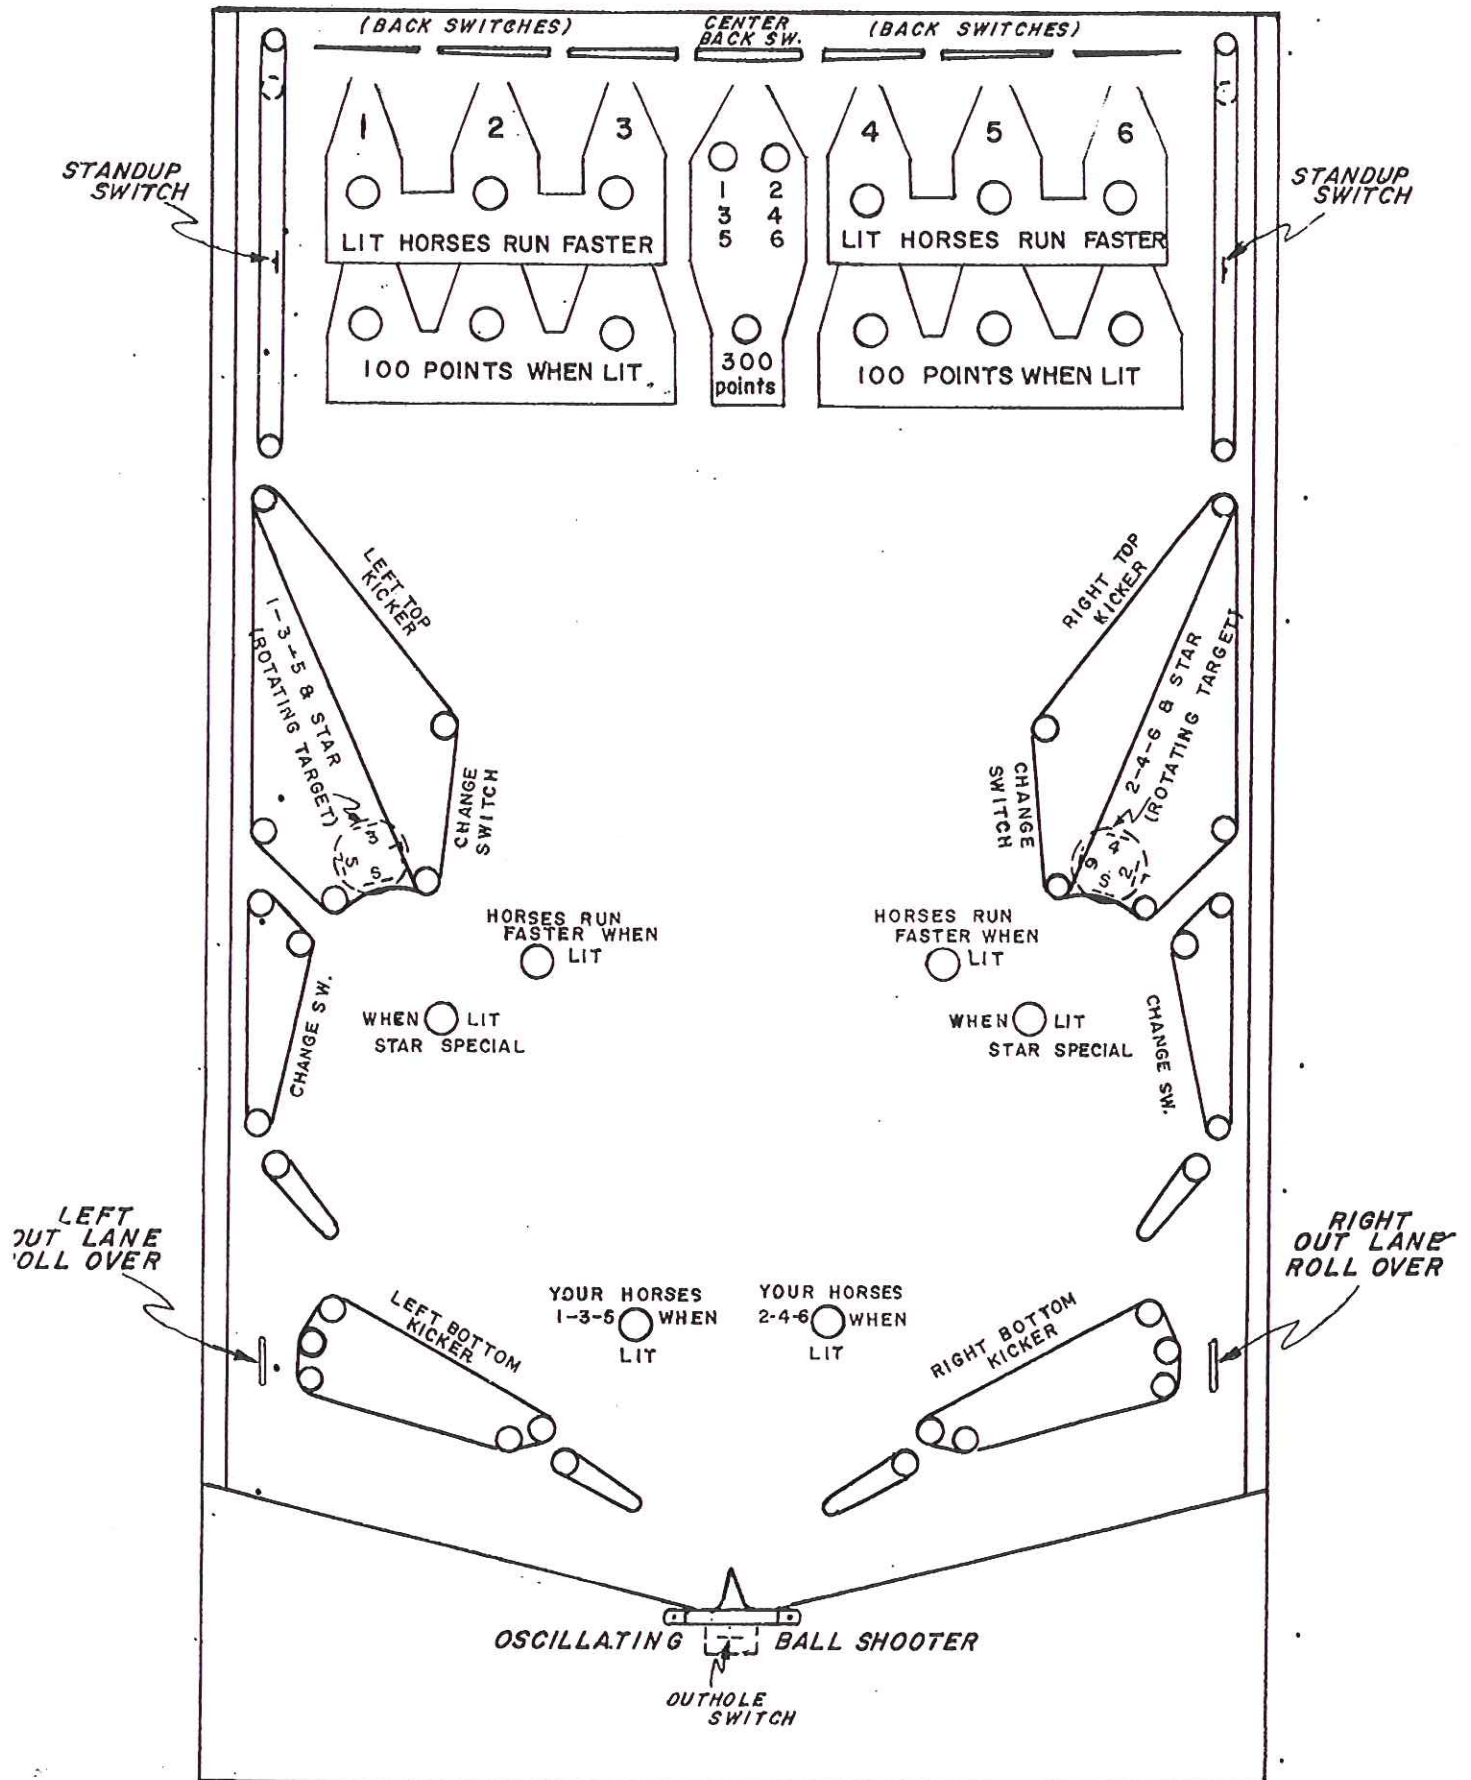 (BACK SWITCHES)
CENTER
BACK SW.
(BACK SWITCHES)
1 2 3
4 5 6
STANDUP
SWITCH
STANDUP
SWITCH
1 2
3 4
5 6
LIT HORSES RUN FASTER
LIT HORSES RUN FASTER
100 POINTS WHEN LIT
300
points
100 POINTS WHEN LIT
LEFT TOP
KICKER
RIGHT TOP
KICKER
1-3-5 & STAR
(ROTATING TARGET)
2-4-6 & STAR
(ROTATING TARGET)
CHANGE
SWITCH
CHANGE
SWITCH
3
5
S
4
6 2
S
HORSES RUN
FASTER WHEN
LIT
HORSES RUN
FASTER WHEN
LIT
WHEN LIT
STAR SPECIAL
WHEN LIT
STAR SPECIAL
CHANGE SW.
CHANGE SW.
LEFT
OUT LANE
ROLL OVER
RIGHT
OUT LANE
ROLL OVER
LEFT BOTTOM
KICKER
YOUR HORSES
1-3-5 WHEN
LIT
YOUR HORSES
2-4-6 WHEN
LIT
RIGHT BOTTOM
KICKER
OSCILLATING BALL SHOOTER
OUTHOLE
SWITCH